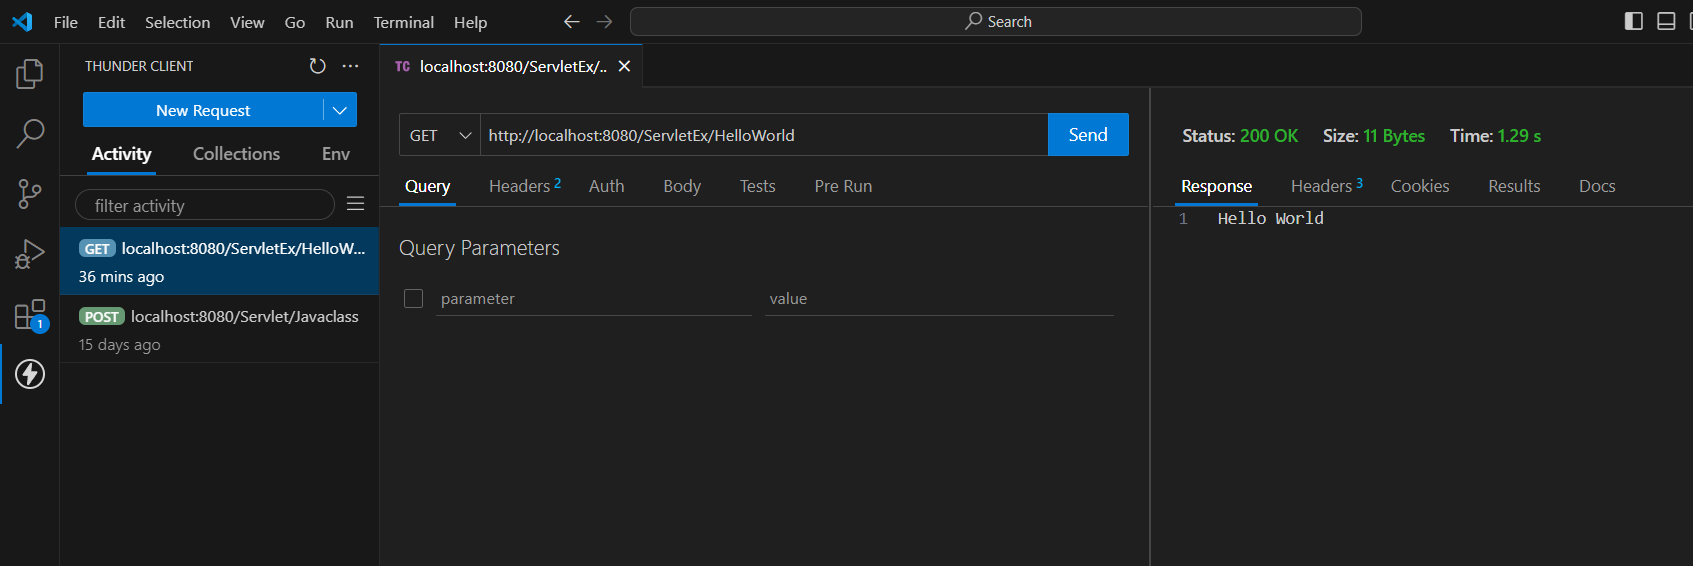 File Edit Selection View Go Run Terminal Help
Search
THUNDER CLIENT
New Request
Activity Collections Env
filter activity
GET localhost:8080/ServletEx/HelloW...
36 mins ago
POST localhost:8080/Servlet/Javaclass
15 days ago
1
TC localhost:8080/ServletEx/..
GET http://localhost:8080/ServletEx/HelloWorld Send
Query Headers 2 Auth Body Tests Pre Run
Query Parameters
parameter value
Status: 200 OK Size: 11 Bytes Time: 1.29 s
Response Headers 3 Cookies Results Docs
1 Hello World